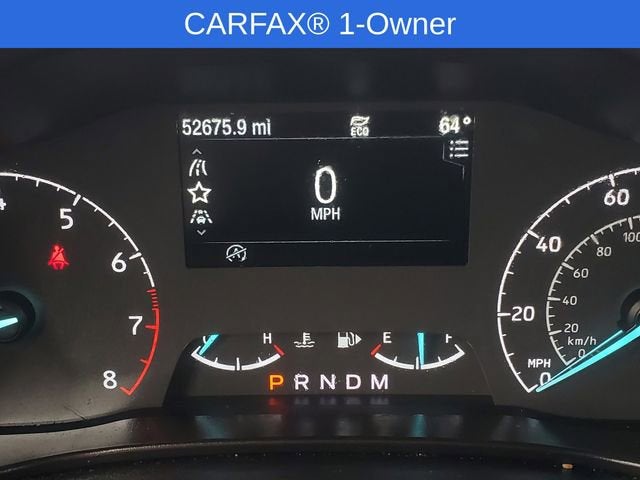 CARFAX® 1-Owner
52675.9 mi ECO 64°
0
MPH
4 5 6 7 8
C H E F
P R N D M
0 20 40 60
MPH
0 20 40 60 80 100
km/h